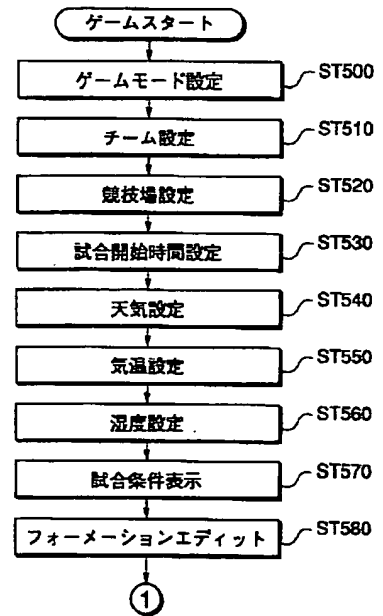 ゲームスタート
ゲームモード設定 ST500
チーム設定 ST510
競技場設定 ST520
試合開始時間設定 ST530
天気設定 ST540
気温設定 ST550
湿度設定 ST560
試合条件表示 ST570
フォーメーションエディット ST580
1